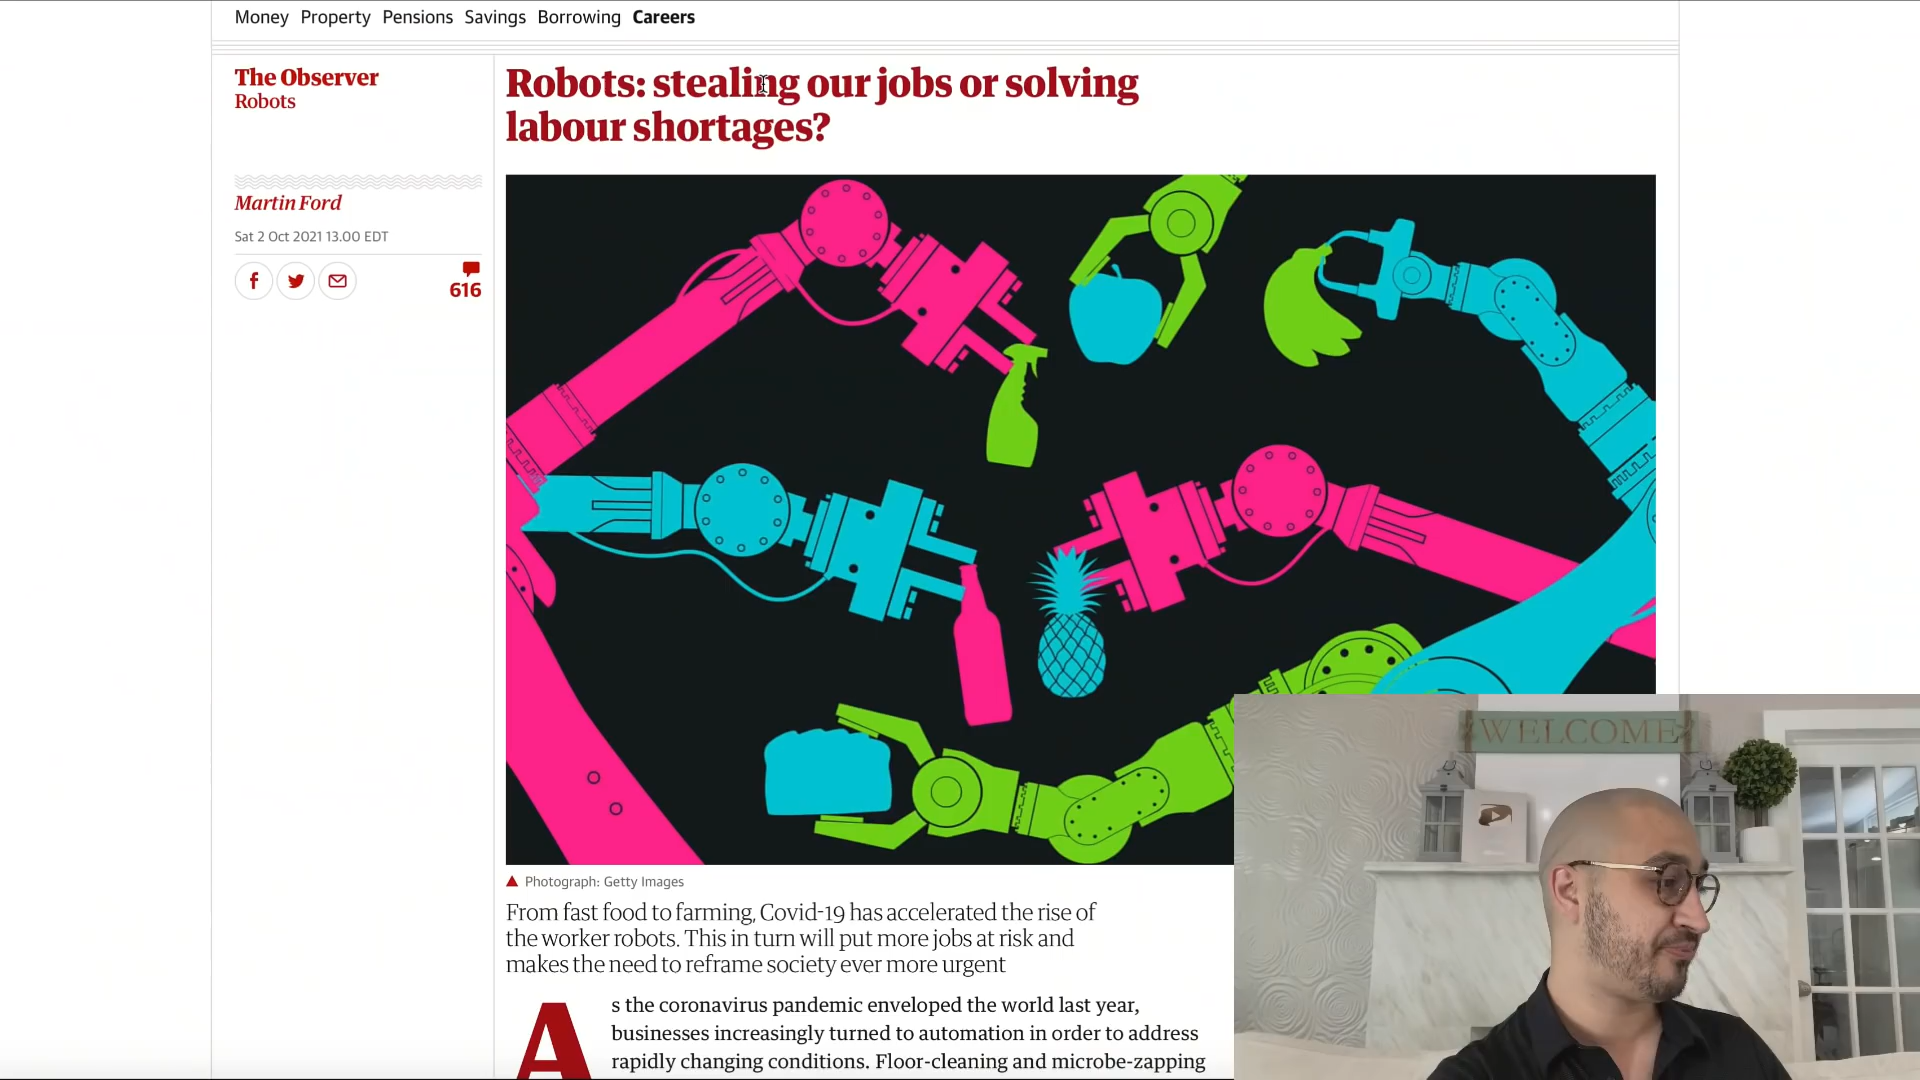 Money Property Pensions Savings Borrowing Careers
The Observer
Robots
Robots: stealing our jobs or solving
labour shortages?
Martin Ford
Sat 2 Oct 2021 13.00 EDT
616
Photograph: Getty Images
From fast food to farming, Covid-19 has accelerated the rise of
the worker robots. This in turn will put more jobs at risk and
makes the need to reframe society ever more urgent
As the coronavirus pandemic enveloped the world last year,
businesses increasingly turned to automation in order to address
rapidly changing conditions. Floor-cleaning and microbe-zapping
WELCOME